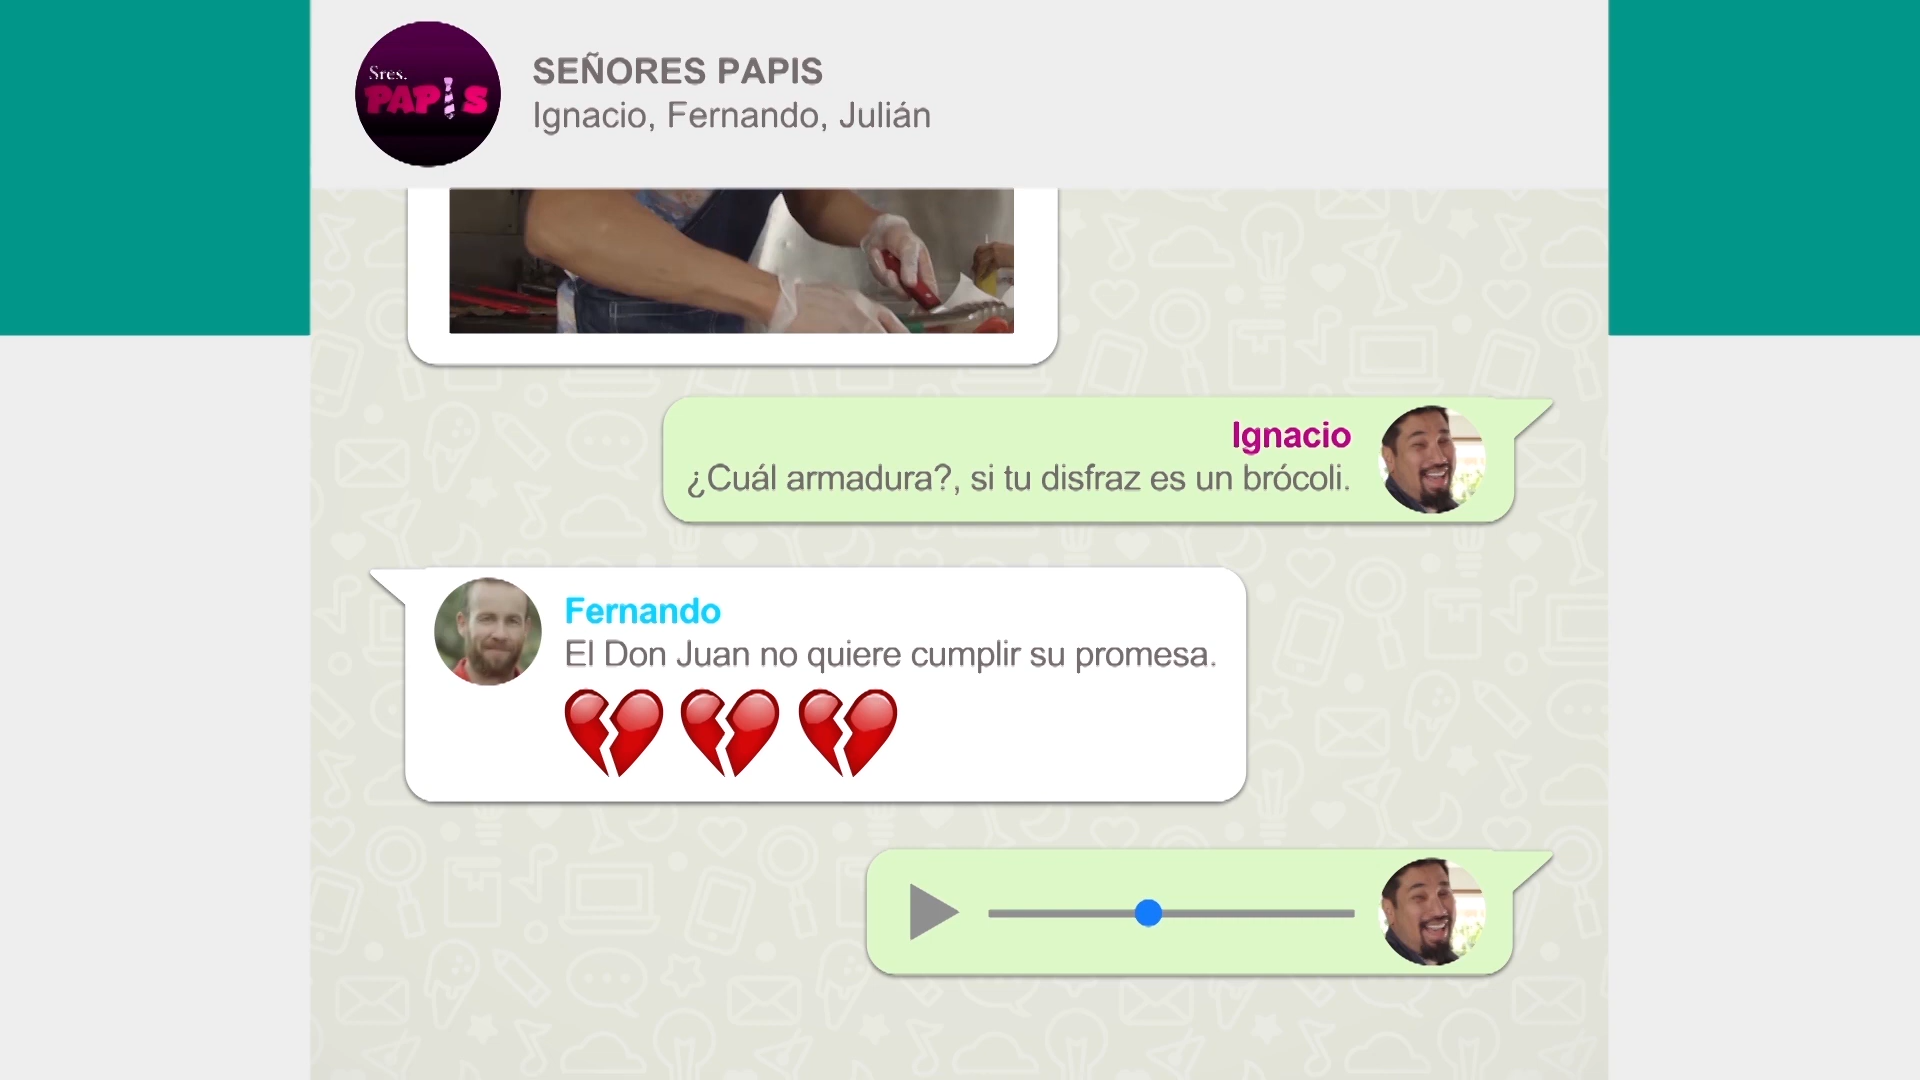 Sres.
PAPIS
SEÑORES PAPIS
Ignacio, Fernando, Julián
Ignacio
¿Cuál armadura?, si tu disfraz es un brócoli.
Fernando
El Don Juan no quiere cumplir su promesa.